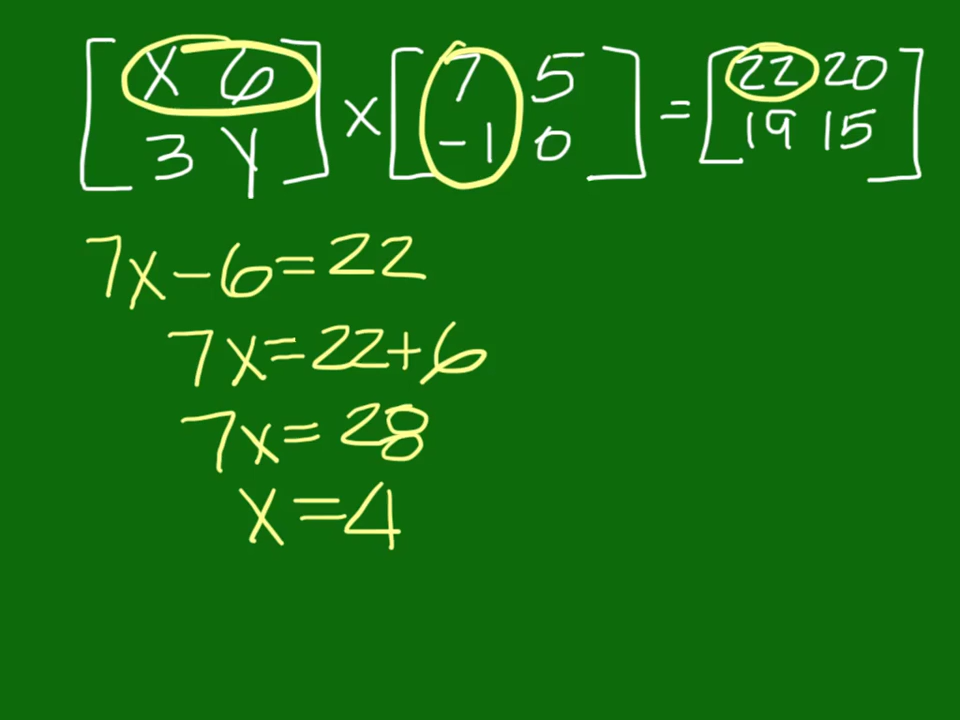 [X 6] × [7 5] = [22 20]
[3 Y] [-1 0] [19 15]
7x-6=22
7x=22+6
7x=28
x=4